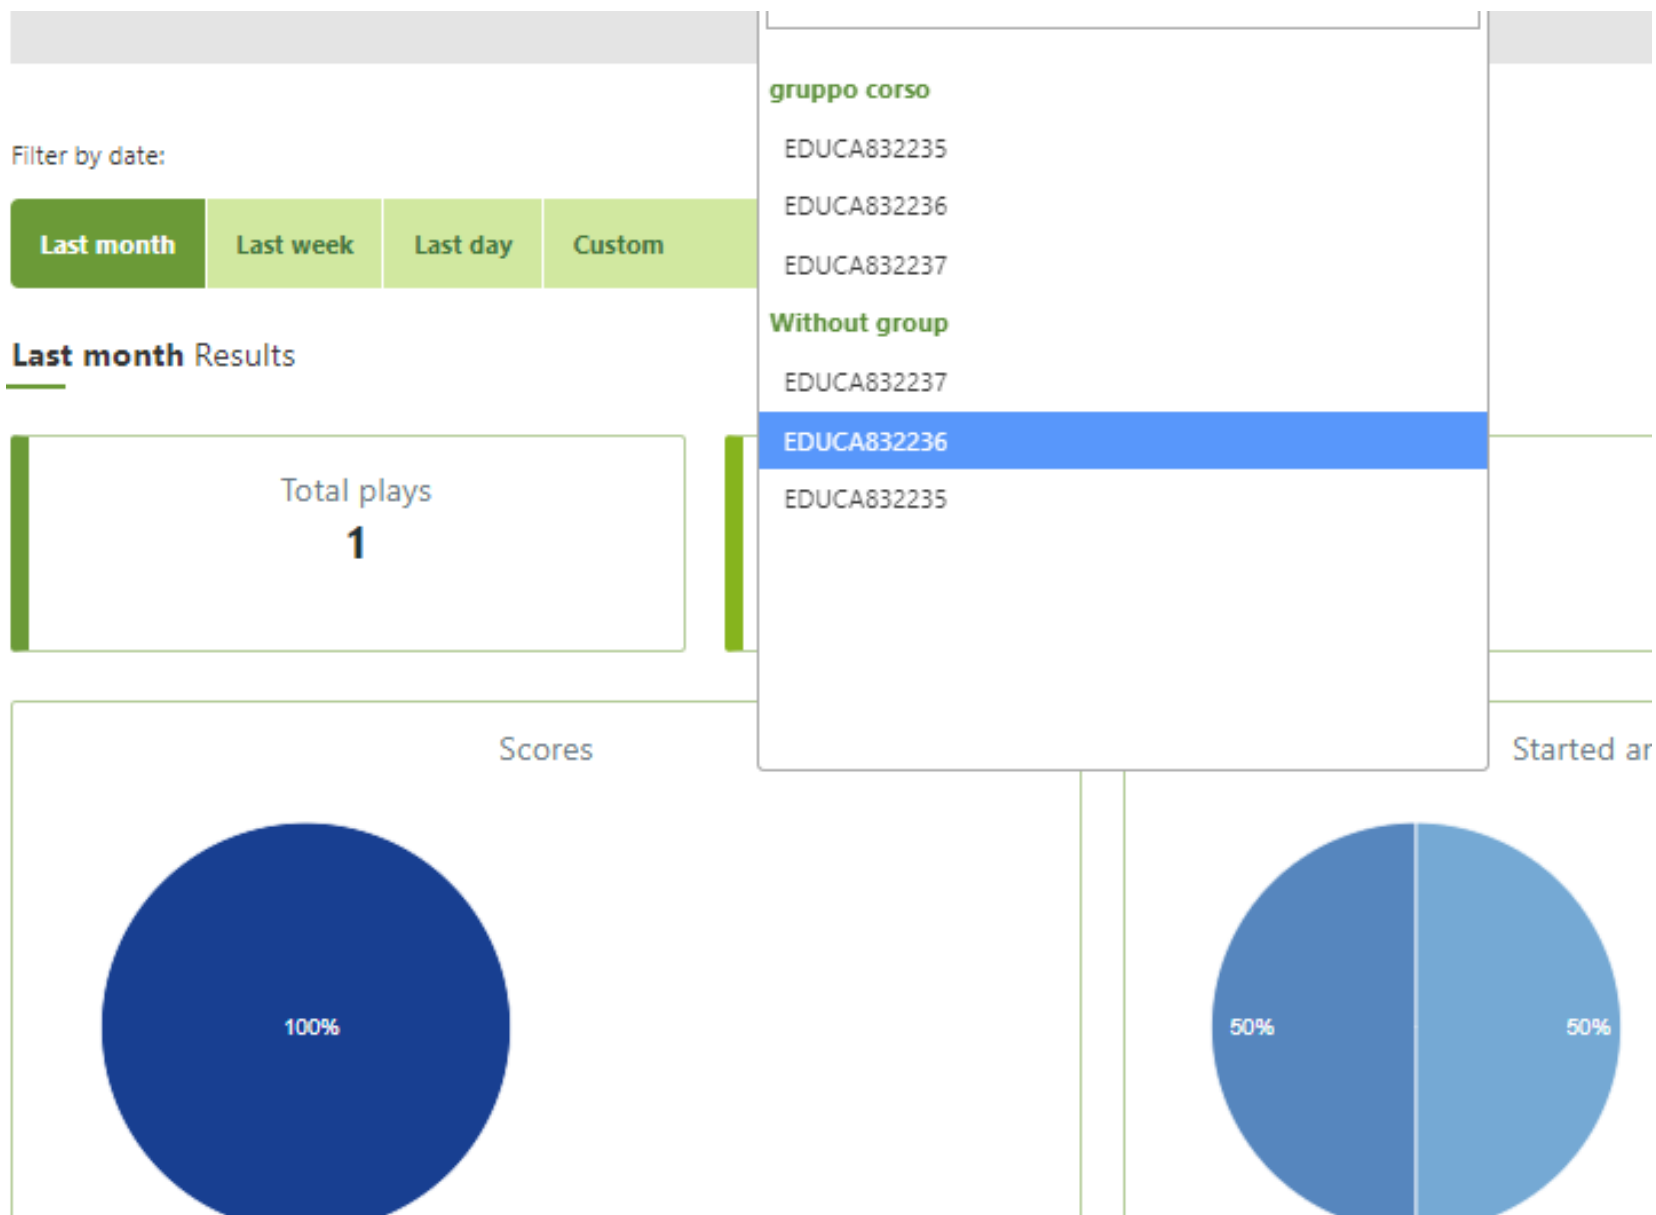 Filter by date:
Last month Last week Last day Custom
Last month Results
Total plays
1
gruppo corso
EDUCA832235
EDUCA832236
EDUCA832237
Without group
EDUCA832237
EDUCA832236
EDUCA832235
Scores
100%
Started
50% 50%